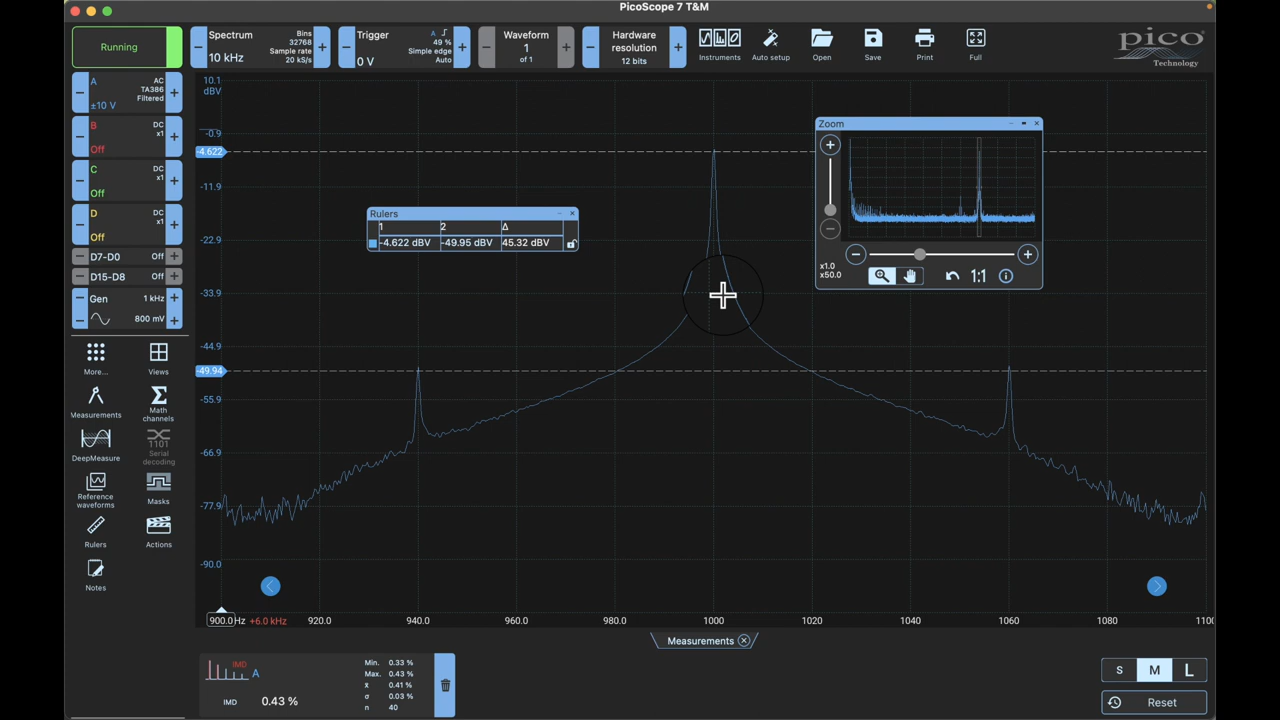 PicoScope 7 T&M
Running
Spectrum
10 kHz
Bins
32768
Sample rate
20 kS/s
Trigger
0 V
A
49 %
Simple edge
Auto
Waveform
1
of 1
Hardware
resolution
12 bits
Instruments
Auto setup
Open
Save
Print
Full
pico
Technology
A
±10 V
AC
TA386
Filtered
B
Off
DC
x1
C
Off
DC
x1
D
Off
DC
x1
D7-D0 Off
D15-D8 Off
Gen 1 kHz
800 mV
More...
Views
Measurements
Math
channels
DeepMeasure
1101
Serial
decoding
Reference
waveforms
Masks
Rulers
Actions
Notes
10.1
dBV
-0.9
-4.622
-11.9
-22.9
-33.9
-44.9
-49.94
-55.9
-66.9
-77.9
-90.0
Rulers
1 2 Δ
-4.622 dBV -49.95 dBV 45.32 dBV
Zoom
x1.0
x50.0
1:1
900.0 Hz +6.0 kHz 920.0 940.0 960.0 980.0 1000 1020 1040 1060 1080 1100
Measurements
IMD
A
IMD 0.43 %
Min. 0.33 %
Max. 0.43 %
x̄ 0.41 %
σ 0.03 %
n 40
S M L
Reset